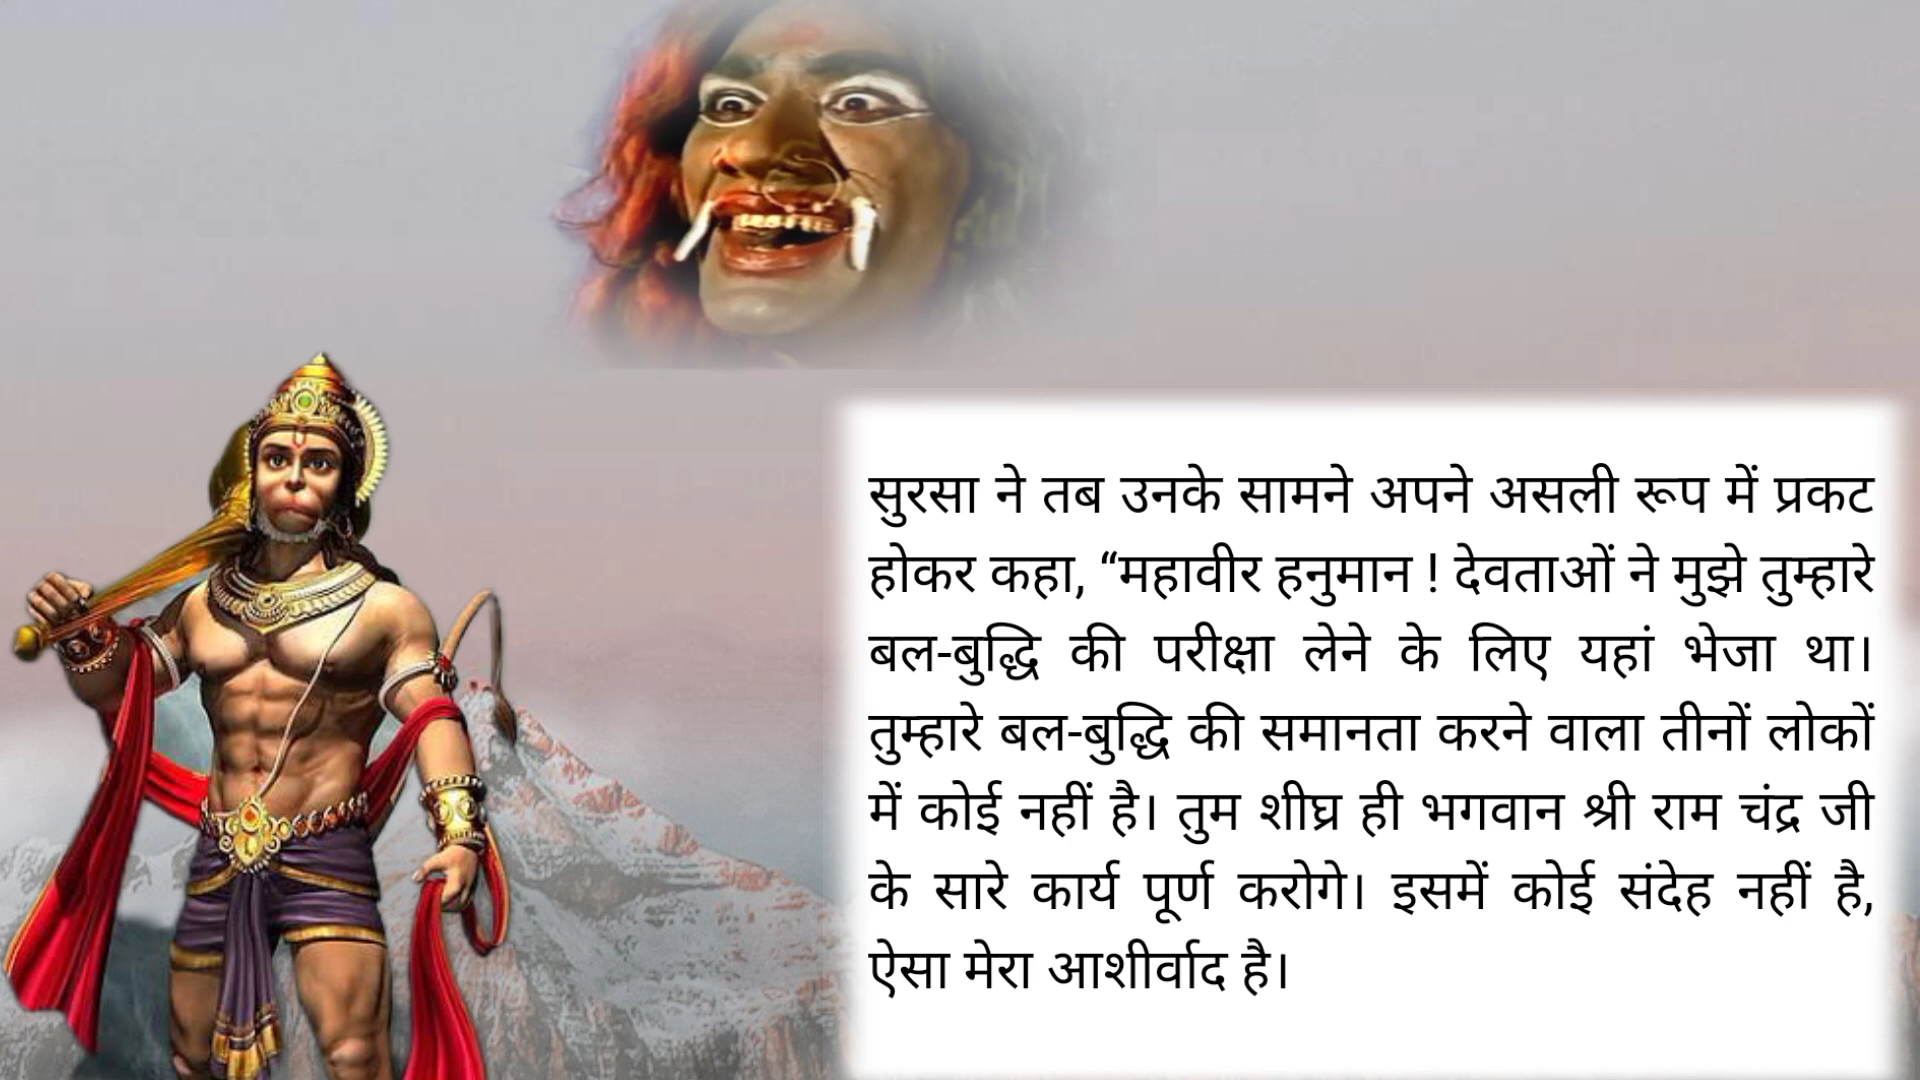 सुरसा ने तब उनके सामने अपने असली रूप में प्रकट
होकर कहा, “महावीर हनुमान ! देवताओं ने मुझे तुम्हारे
बल-बुद्धि की परीक्षा लेने के लिए यहां भेजा था।
तुम्हारे बल-बुद्धि की समानता करने वाला तीनों लोकों
में कोई नहीं है। तुम शीघ्र ही भगवान श्री राम चंद्र जी
के सारे कार्य पूर्ण करोगे। इसमें कोई संदेह नहीं है,
ऐसा मेरा आशीर्वाद है।